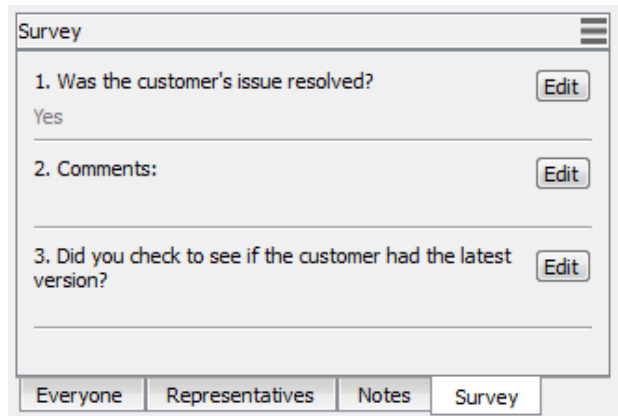 Survey
1. Was the customer's issue resolved?
Edit
Yes
2. Comments:
Edit
3. Did you check to see if the customer had the latest
version?
Edit
Everyone Representatives Notes Survey